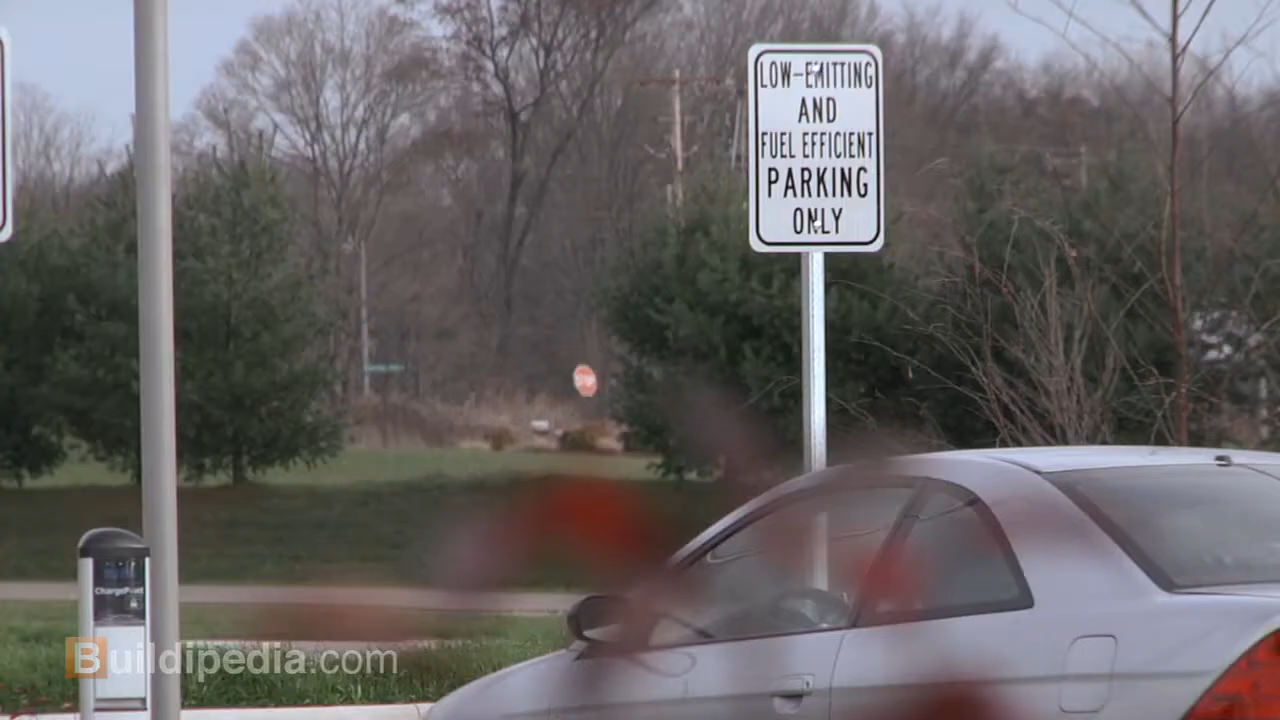 LOW-EMITTING
AND
FUEL EFFICIENT
PARKING
ONLY
ChargePoint
Buildipedia.com